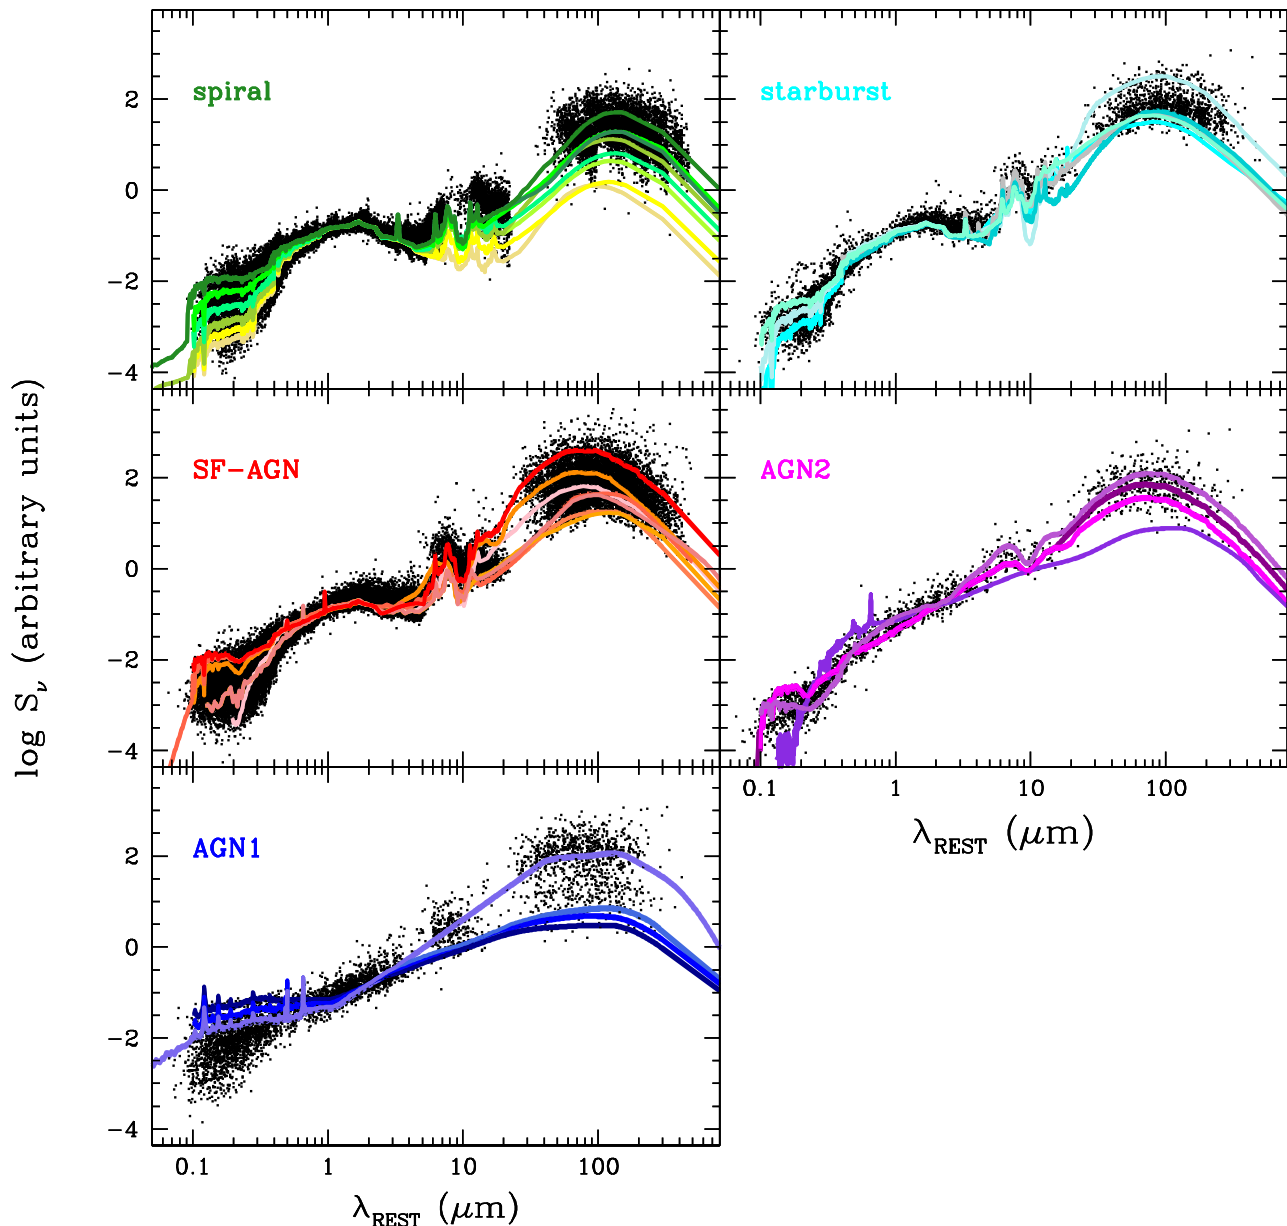 spiral
starburst
2
0
−2
−4
SF−AGN
AGN2
2
0
−2
−4
0.1 1 10 100
λREST (μm)
AGN1
2
0
−2
−4
0.1 1 10 100
λREST (μm)
log Sν (arbitrary units)